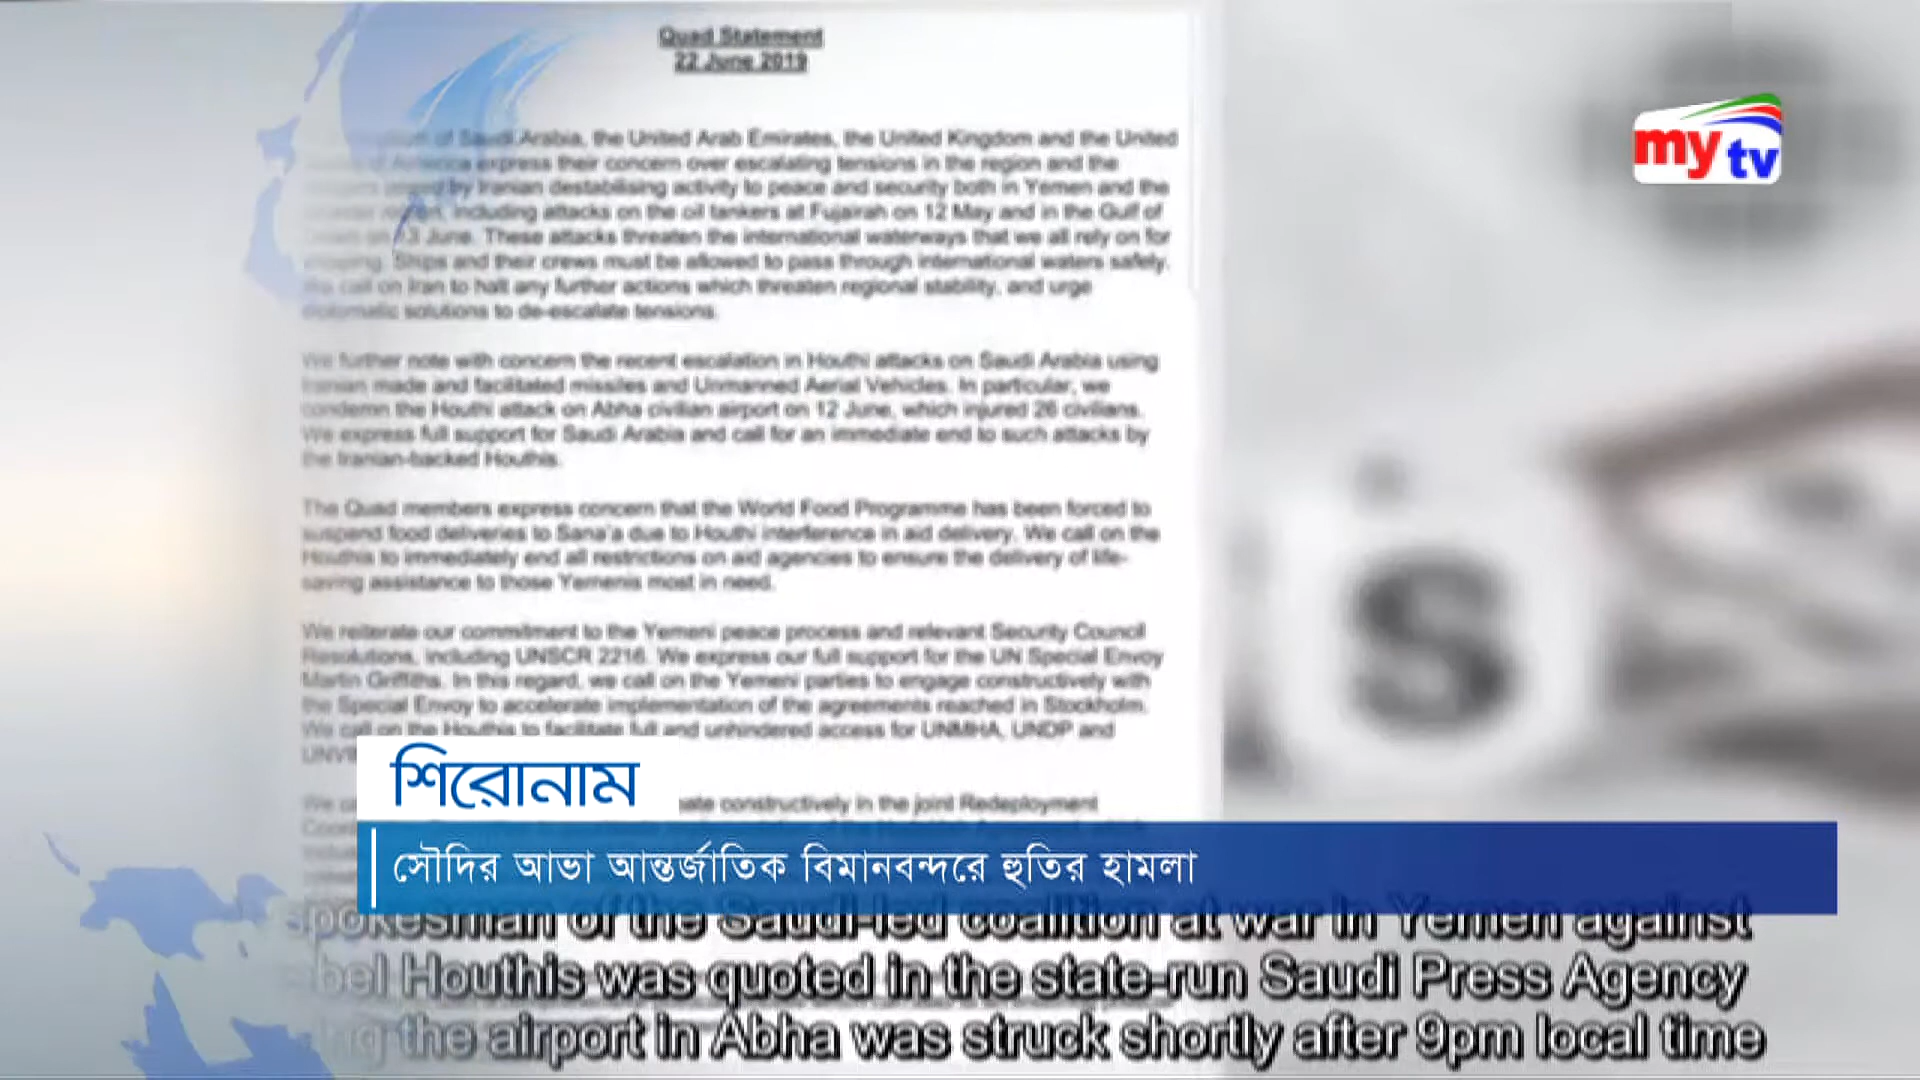 Quad Statement
22 June 2019
my tv
of Saudi Arabia, the United Arab Emirates, the United Kingdom and the United
of America express their concern over escalating tensions in the region and the
by Iranian destabilising activity to peace and security both in Yemen and the
including attacks on the oil tankers at Fujairah on 12 May and in the Gulf of
on 13 June. These attacks threaten the international waterways that we all rely on for
Ships and their crews must be allowed to pass through international waters safely.
call on Iran to halt any further actions which threaten regional stability, and urge
diplomatic solutions to de-escalate tensions.
We further note with concern the recent escalation in Houthi attacks on Saudi Arabia using
Iranian made and facilitated missiles and Unmanned Aerial Vehicles. In particular, we
condemn the Houthi attack on Abha civilian airport on 12 June, which injured 26 civilians.
We express full support for Saudi Arabia and call for an immediate end to such attacks by
the Iranian-backed Houthis.
The Quad members express concern that the World Food Programme has been forced to
suspend food deliveries to Sana'a due to Houthi interference in aid delivery. We call on the
Houthis to immediately end all restrictions on aid agencies to ensure the delivery of life-
saving assistance to those Yemenis most in need.
We reiterate our commitment to the Yemeni peace process and relevant Security Council
Resolutions, including UNSCR 2216. We express our full support for the UN Special Envoy
Martin Griffiths. In this regard, we call on the Yemeni parties to engage constructively with
the Special Envoy to accelerate implementation of the agreements reached in Stockholm.
We call on the Houthis to facilitate full and unhindered access for UNMHA, UNDP and
শিরোনাম
constructively in the joint Redeployment
সৌদির আভা আন্তর্জাতিক বিমানবন্দরে হুতির হামলা
spokesman of the Saudi-led coalition at war in Yemen against
Houthis was quoted in the state-run Saudi Press Agency
the airport in Abha was struck shortly after 9pm local time
S